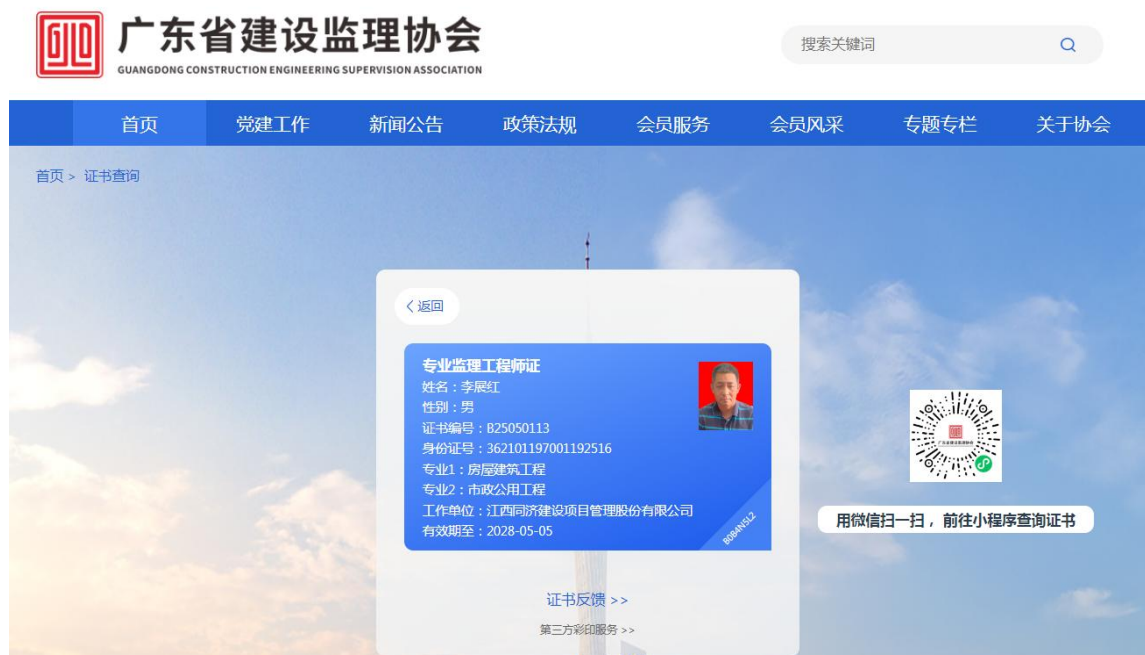 广东省建设监理协会
GUANGDONG CONSTRUCTION ENGINEERING SUPERVISION ASSOCIATION
搜索关键词
首页 党建工作 新闻公告 政策法规 会员服务 会员风采 专题专栏 关于协会
首页 > 证书查询
返回
专业监理工程师证
姓名：李展红
性别：男
证书编号：B25050113
身份证号：362101197001192516
专业1：房屋建筑工程
专业2：市政公用工程
工作单位：江西同济建设项目管理股份有限公司
有效期至：2028-05-05
用微信扫一扫，前往小程序查询证书
证书反馈 >>
第三方彩印服务 >>